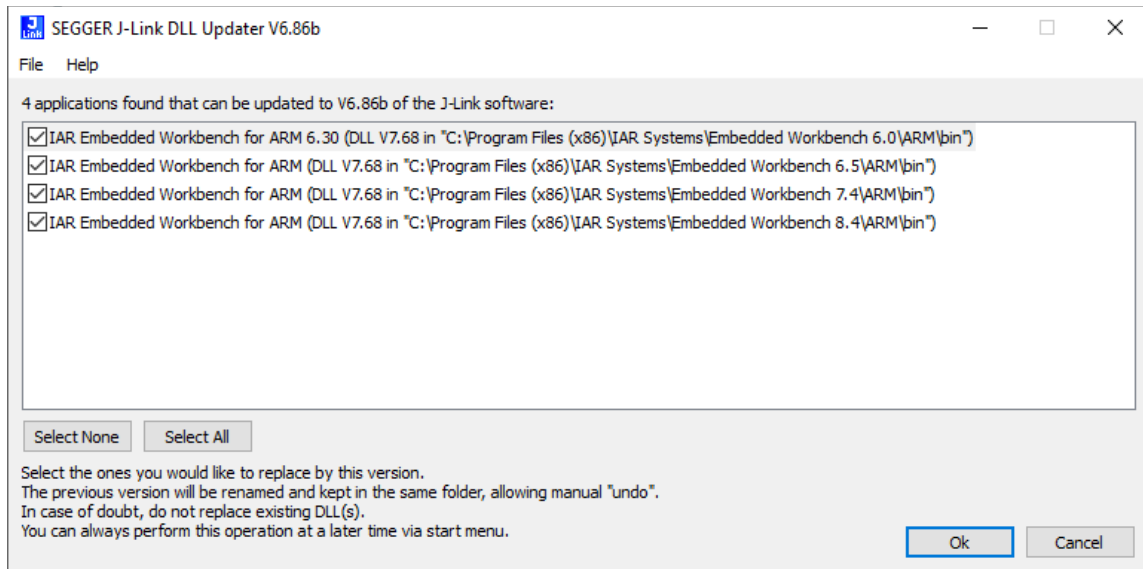 J
Link
SEGGER J-Link DLL Updater V6.86b
File Help
4 applications found that can be updated to V6.86b of the J-Link software:
IAR Embedded Workbench for ARM 6.30 (DLL V7.68 in "C:\Program Files (x86)\IAR Systems\Embedded Workbench 6.0\ARM\bin")
IAR Embedded Workbench for ARM (DLL V7.68 in "C:\Program Files (x86)\IAR Systems\Embedded Workbench 6.5\ARM\bin")
IAR Embedded Workbench for ARM (DLL V7.68 in "C:\Program Files (x86)\IAR Systems\Embedded Workbench 7.4\ARM\bin")
IAR Embedded Workbench for ARM (DLL V7.68 in "C:\Program Files (x86)\IAR Systems\Embedded Workbench 8.4\ARM\bin")
Select None Select All
Select the ones you would like to replace by this version.
The previous version will be renamed and kept in the same folder, allowing manual "undo".
In case of doubt, do not replace existing DLL(s).
You can always perform this operation at a later time via start menu.
Ok Cancel